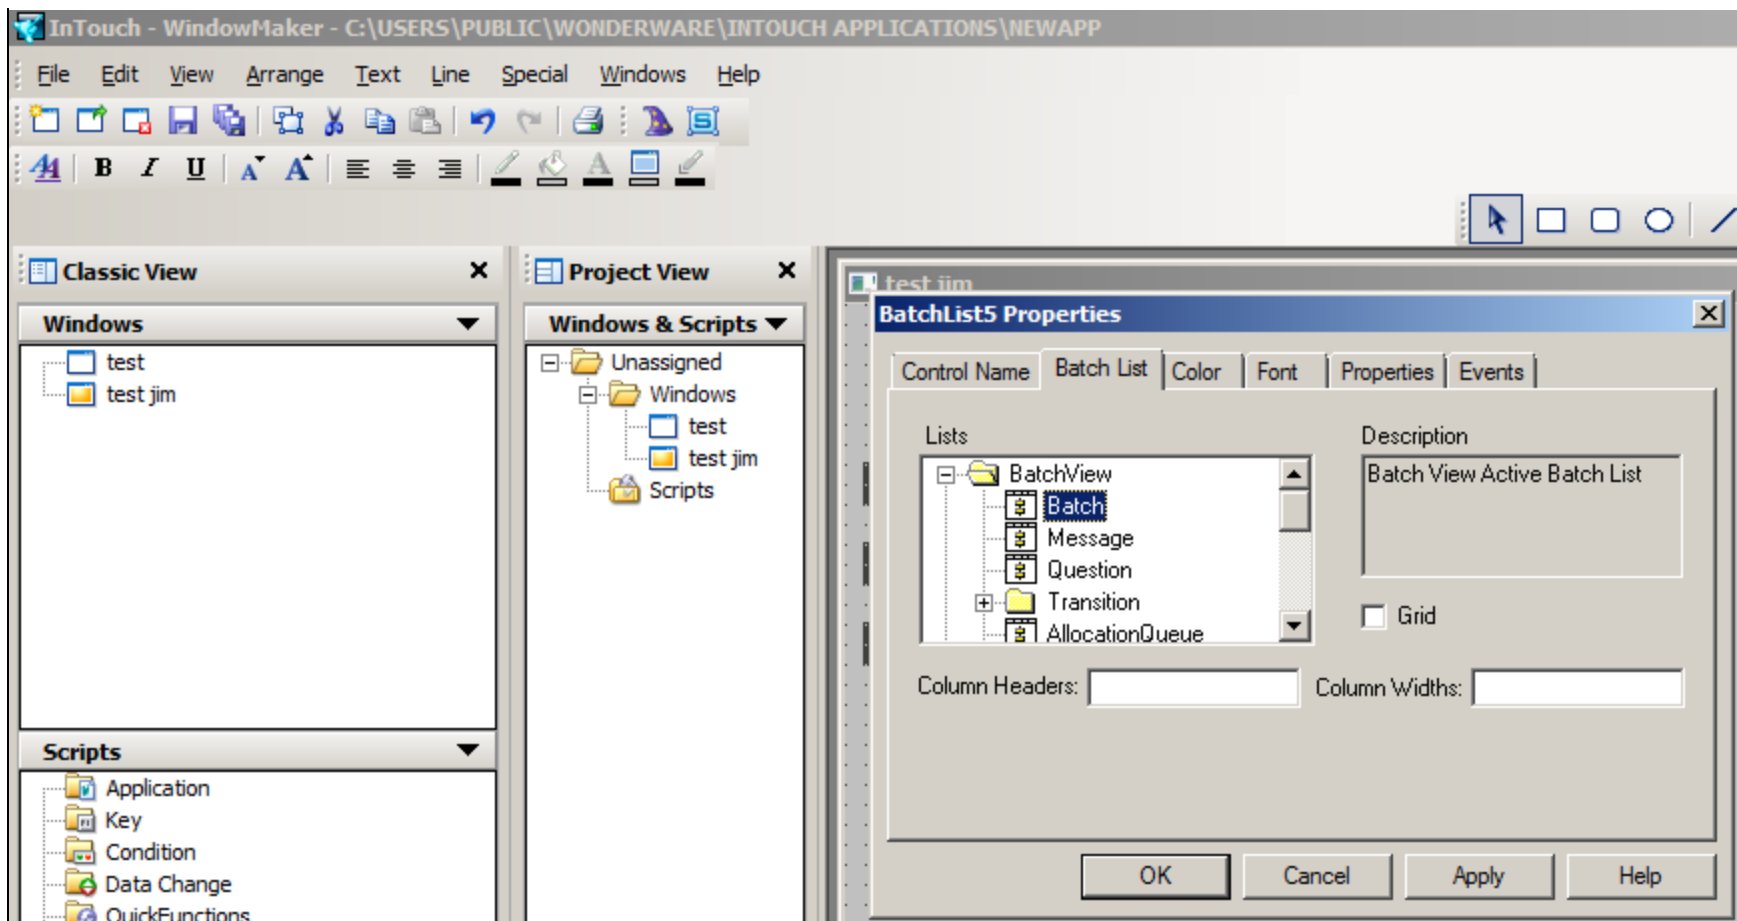 InTouch - WindowMaker - C:\USERS\PUBLIC\WONDERWARE\INTOUCH APPLICATIONS\NEWAPP
File Edit View Arrange Text Line Special Windows Help
B I U A A A
Classic View
Windows
test
test jim
Scripts
Application
Key
Condition
Data Change
QuickFunctions
Project View
Windows & Scripts
Unassigned
Windows
test
test jim
Scripts
test jim
BatchList5 Properties
Control Name Batch List Color Font Properties Events
Lists
BatchView
Batch
Message
Question
Transition
AllocationQueue
Description
Batch View Active Batch List
Grid
Column Headers: Column Widths:
OK Cancel Apply Help